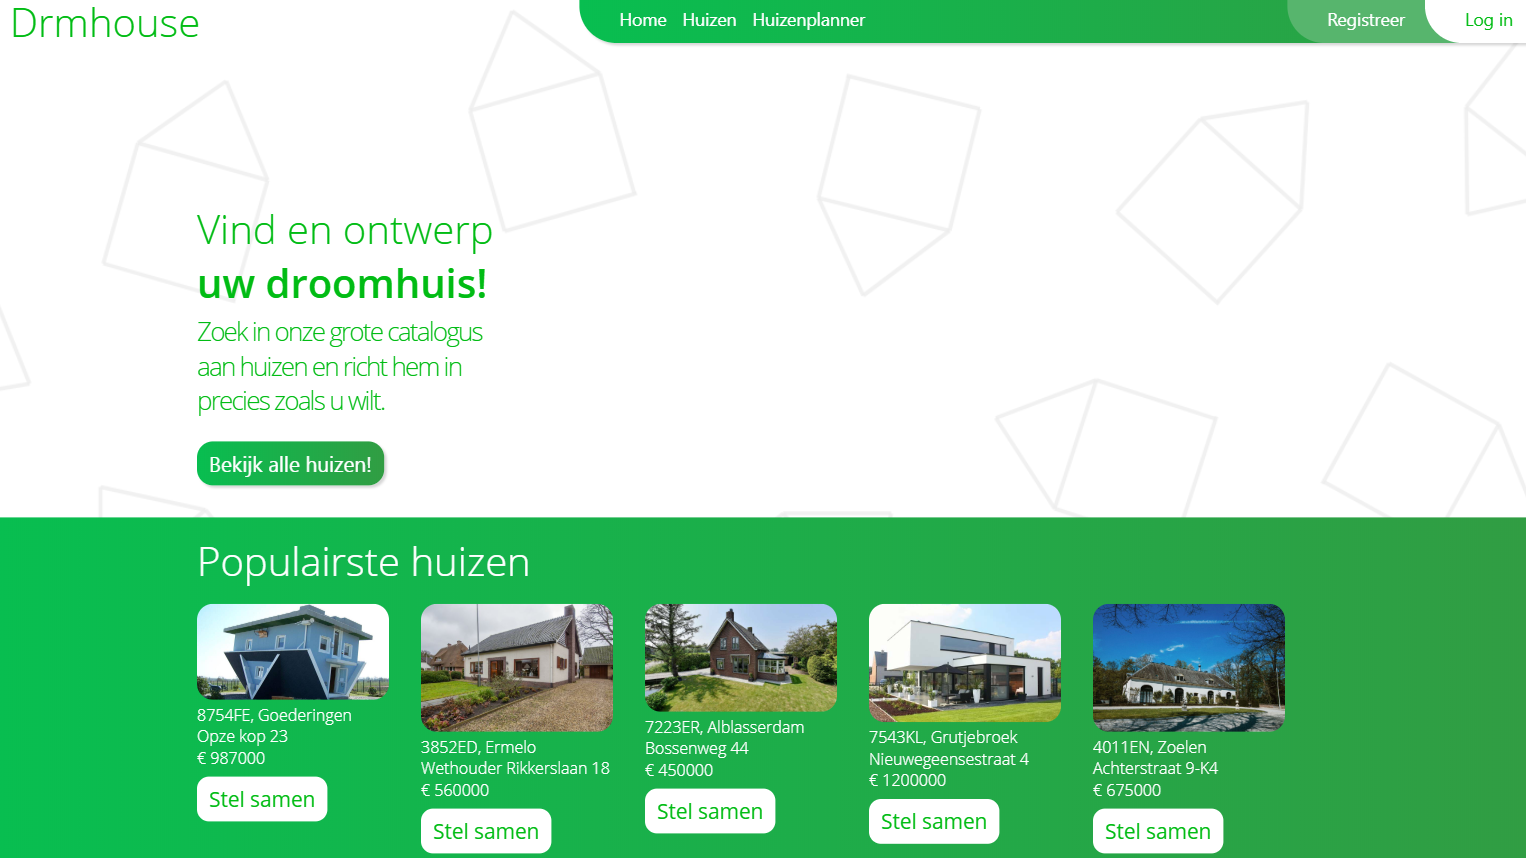 Drmhouse
Home Huizen Huizenplanner Registreer Log in
Vind en ontwerp
uw droomhuis!
Zoek in onze grote catalogus
aan huizen en richt hem in
precies zoals u wilt.
Bekijk alle huizen!
Populairste huizen
8754FE, Goederingen
Opze kop 23
€ 987000
Stel samen
3852ED, Ermelo
Wethouder Rikkerslaan 18
€ 560000
Stel samen
7223ER, Alblasserdam
Bossenweg 44
€ 450000
Stel samen
7543KL, Grutjebroek
Nieuwegeensestraat 4
€ 1200000
Stel samen
4011EN, Zoelen
Achterstraat 9-K4
€ 675000
Stel samen